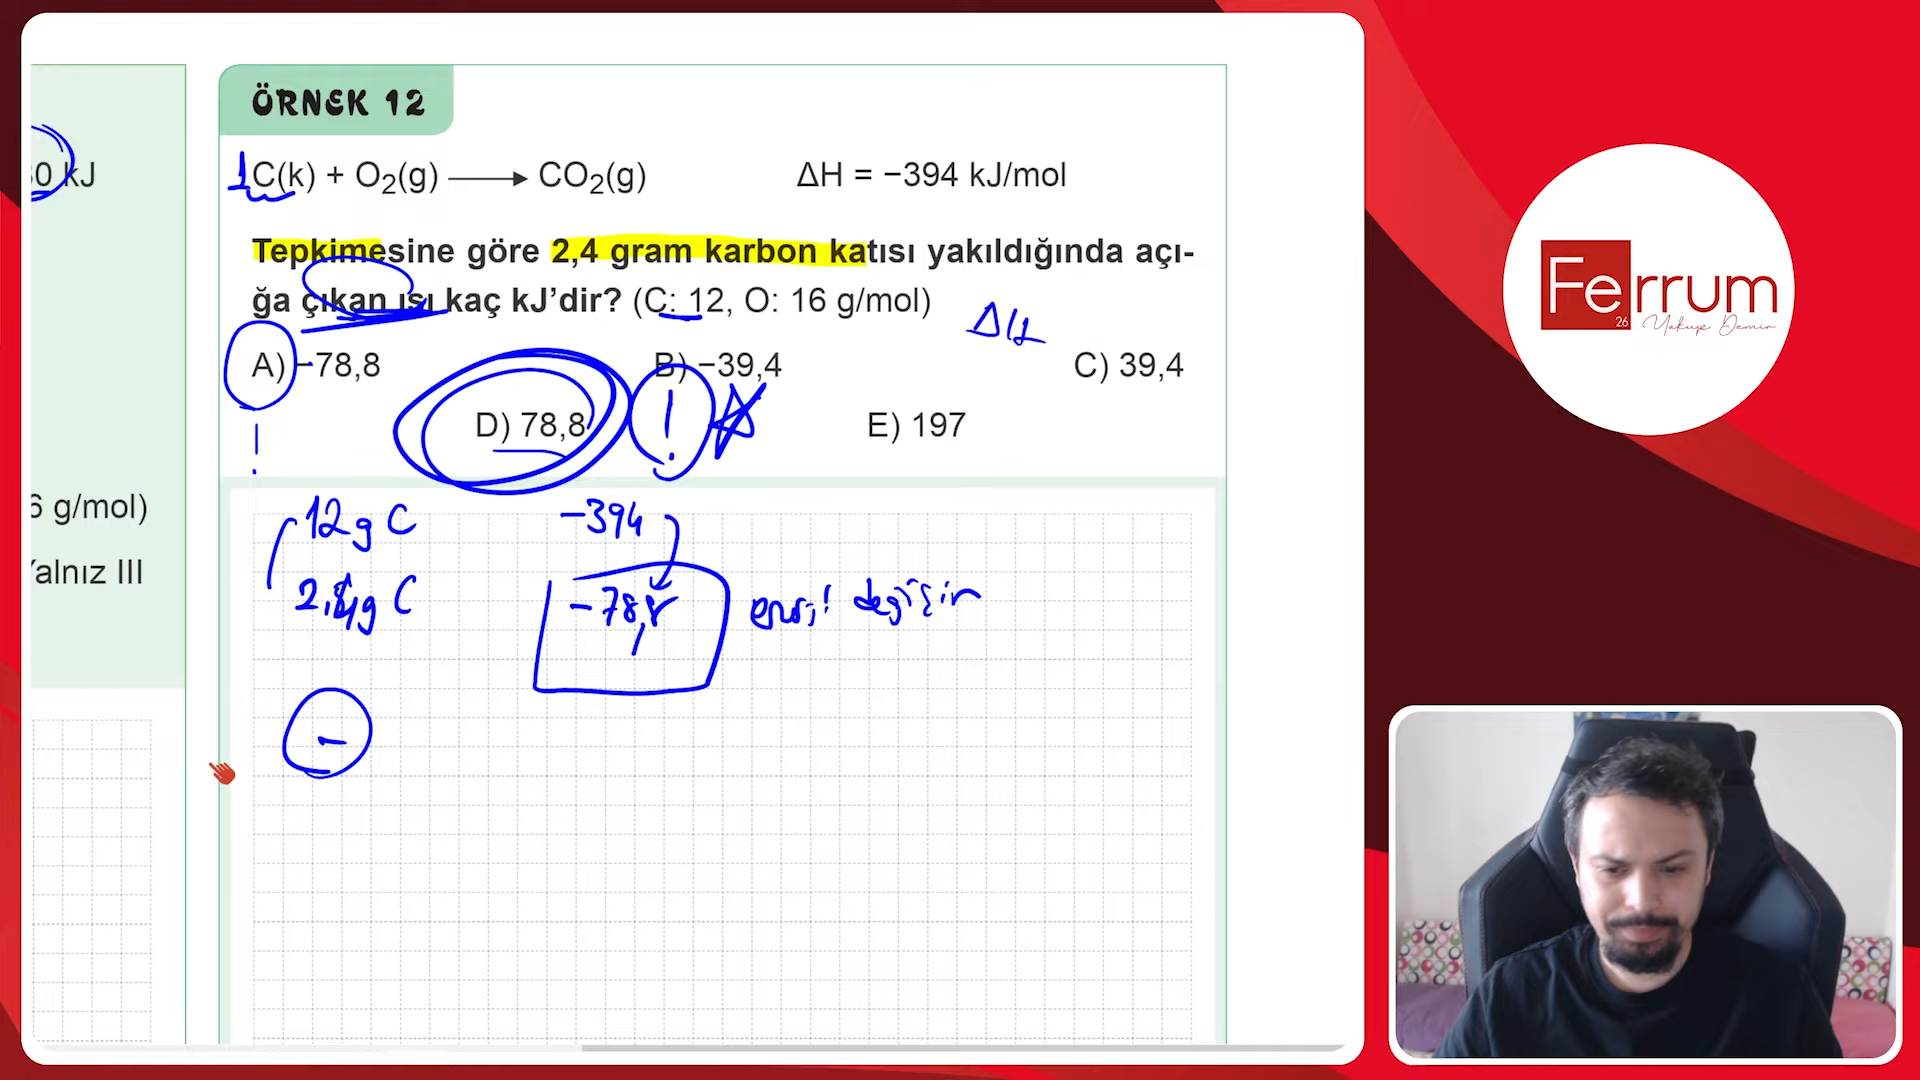 0 kJ
6 g/mol)
Yalnız III
ÖRNEK 12
1C(k) + O₂(g) ⟶ CO₂(g) ΔH = −394 kJ/mol
Tepkimesine göre 2,4 gram karbon katısı yakıldığında açı-
ğa çıkan ısı kaç kJ’dir? (C: 12, O: 16 g/mol)
ΔH
A) −78,8 B) −39,4 C) 39,4
D) 78,8 ! E) 197
!
12 g C −394
2,4 g C −78,8 enerji değişim
−
Ferrum
26 Yakup Demir